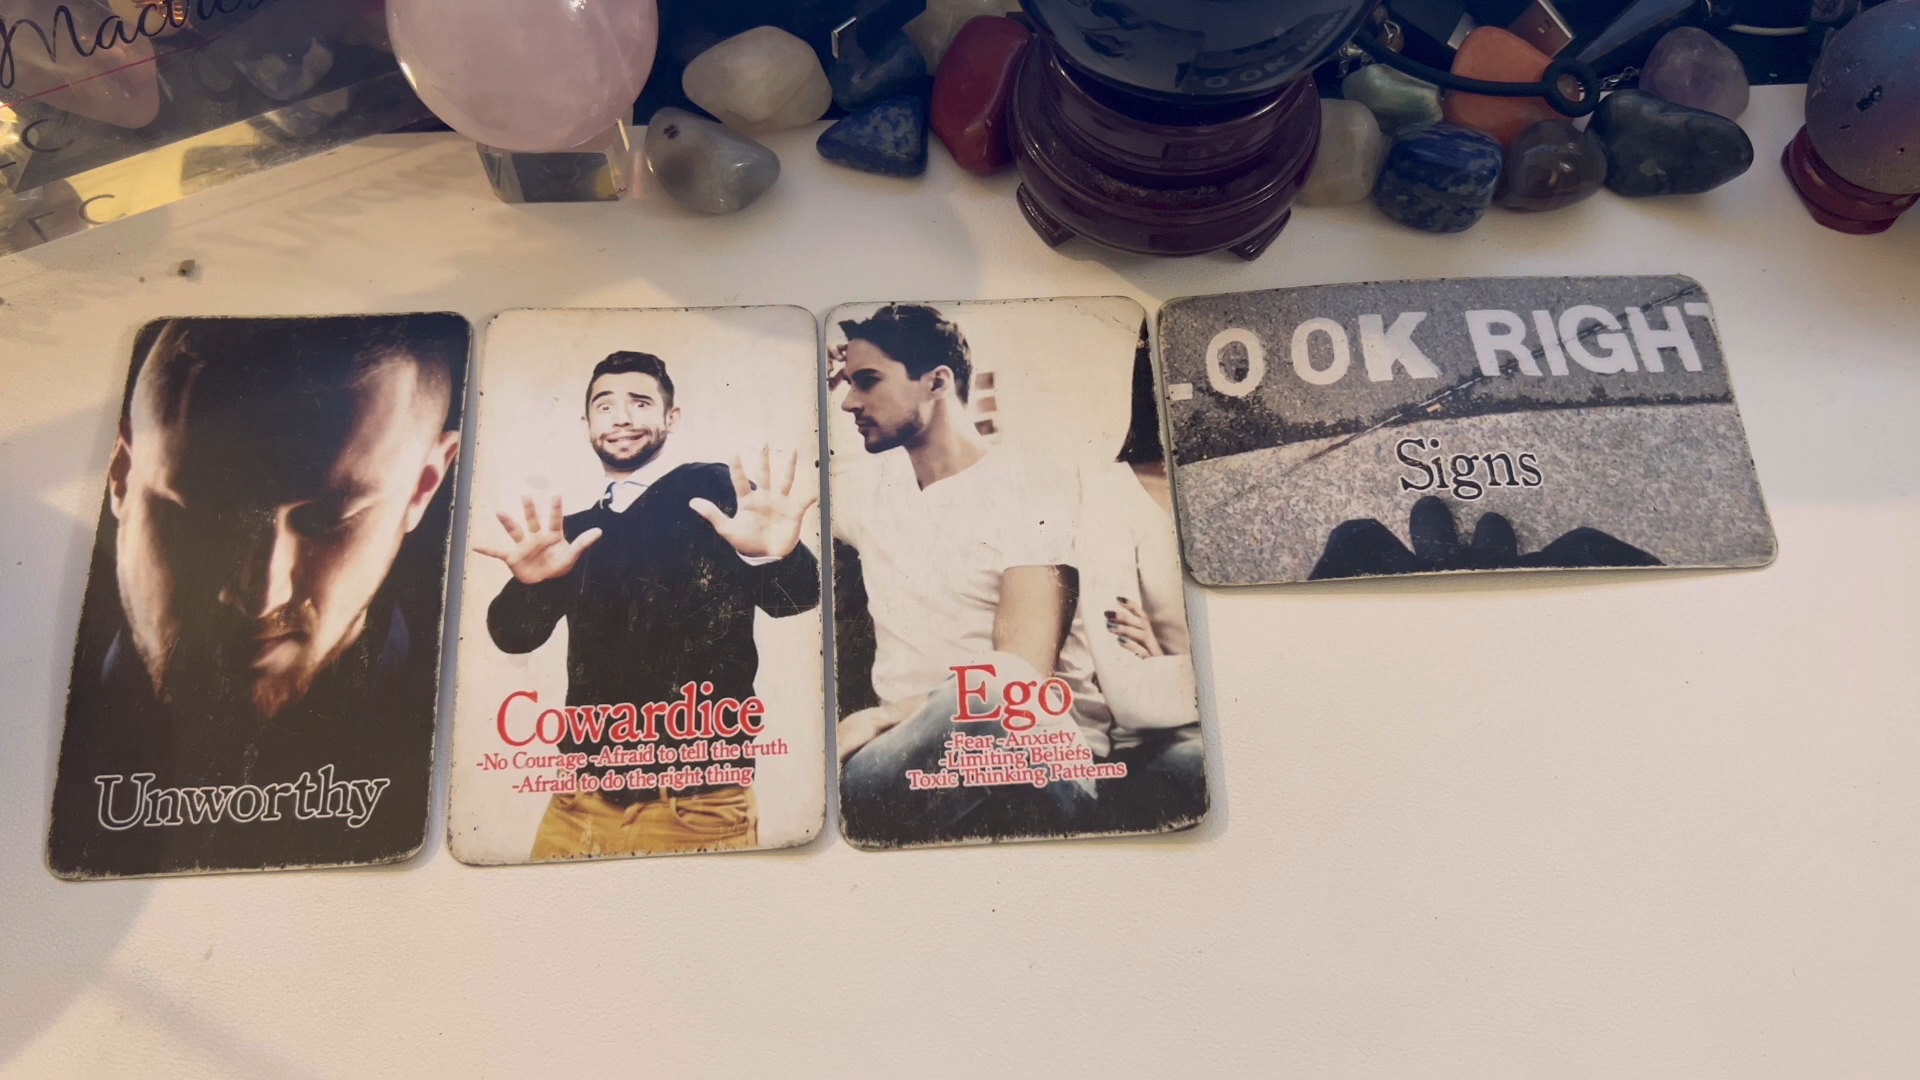 Unworthy
Cowardice
-No Courage -Afraid to tell the truth
-Afraid to do the right thing
Ego
-Fear -Anxiety
-Limiting Beliefs
Toxic Thinking Patterns
LOOK RIGHT
Signs